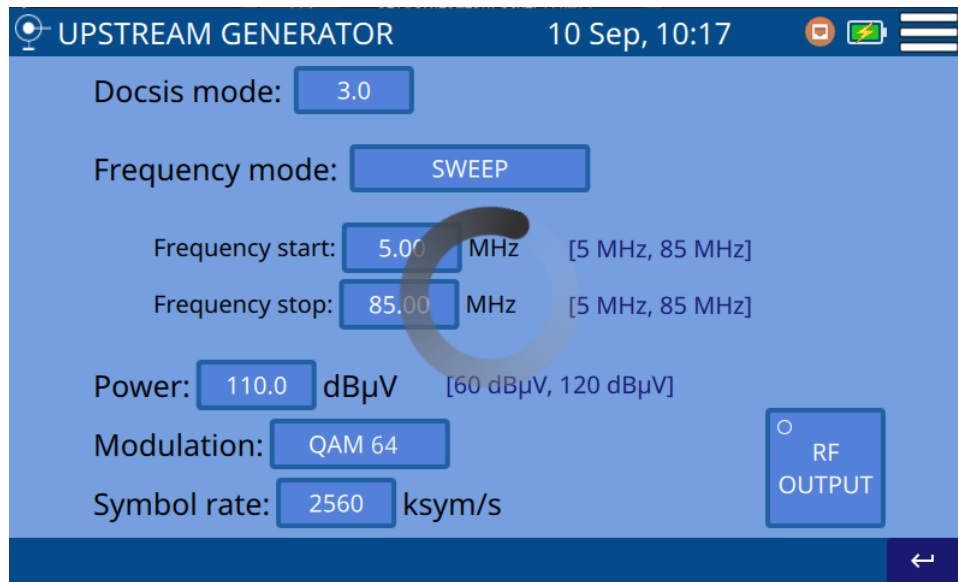 UPSTREAM GENERATOR 10 Sep, 10:17
Docsis mode: 3.0
Frequency mode: SWEEP
Frequency start: 5.00 MHz [5 MHz, 85 MHz]
Frequency stop: 85.00 MHz [5 MHz, 85 MHz]
Power: 110.0 dBµV [60 dBµV, 120 dBµV]
Modulation: QAM 64
Symbol rate: 2560 ksym/s
RF
OUTPUT